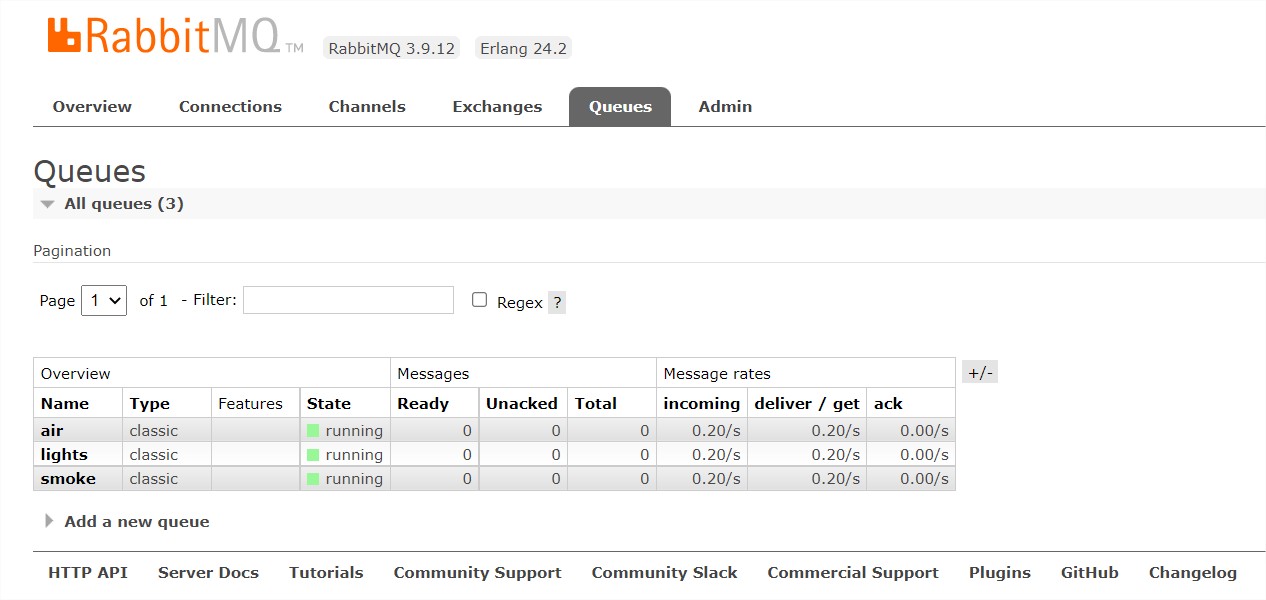 RabbitMQ TM RabbitMQ 3.9.12 Erlang 24.2
Overview Connections Channels Exchanges Queues Admin
Queues
All queues (3)
Pagination
Page 1 of 1 - Filter: Regex ?
Overview Messages Message rates +/-
Name Type Features State Ready Unacked Total incoming deliver / get ack
air classic running 0 0 0 0.20/s 0.20/s 0.00/s
lights classic running 0 0 0 0.20/s 0.20/s 0.00/s
smoke classic running 0 0 0 0.20/s 0.20/s 0.00/s
Add a new queue
HTTP API Server Docs Tutorials Community Support Community Slack Commercial Support Plugins GitHub Changelog